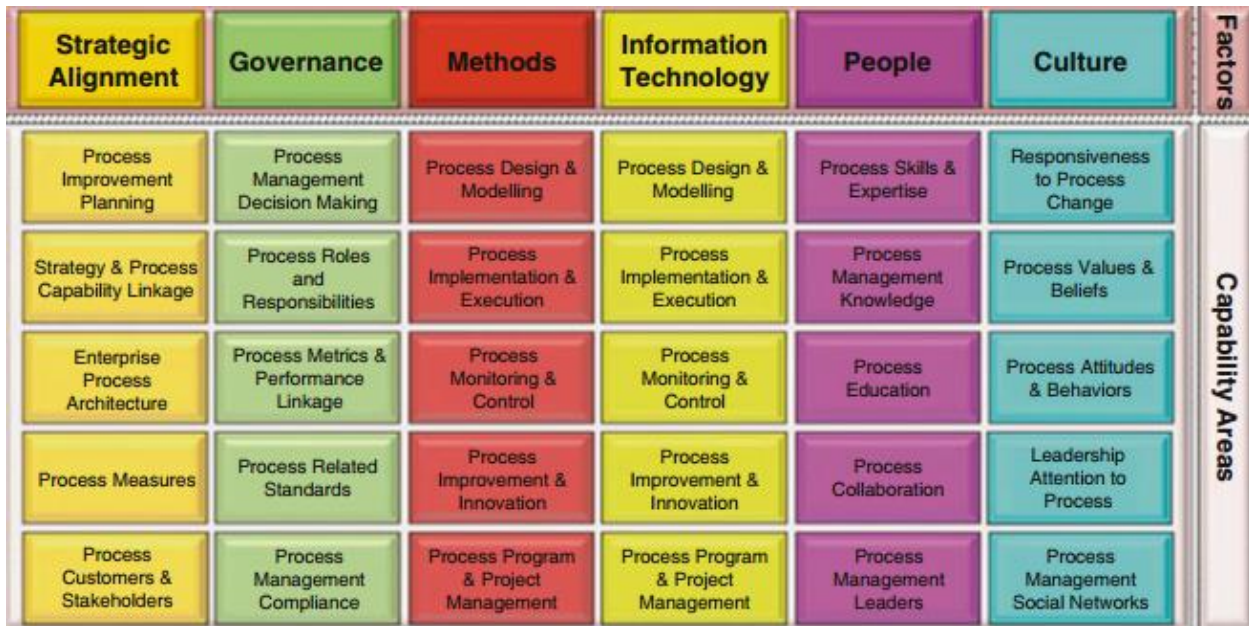 Strategic
Alignment
Governance
Methods
Information
Technology
People
Culture
Factors
Process
Improvement
Planning
Process
Management
Decision Making
Process Design &
Modelling
Process Design &
Modelling
Process Skills &
Expertise
Responsiveness
to Process
Change
Strategy & Process
Capability Linkage
Process Roles
and
Responsibilities
Process
Implementation &
Execution
Process
Implementation &
Execution
Process
Management
Knowledge
Process Values &
Beliefs
Enterprise
Process
Architecture
Process Metrics &
Performance
Linkage
Process
Monitoring &
Control
Process
Monitoring &
Control
Process
Education
Process Attitudes
& Behaviors
Process Measures
Process Related
Standards
Process
Improvement &
Innovation
Process
Improvement &
Innovation
Process
Collaboration
Leadership
Attention to
Process
Process
Customers &
Stakeholders
Process
Management
Compliance
Process Program
& Project
Management
Process Program
& Project
Management
Process
Management
Leaders
Process
Management
Social Networks
Capability Areas